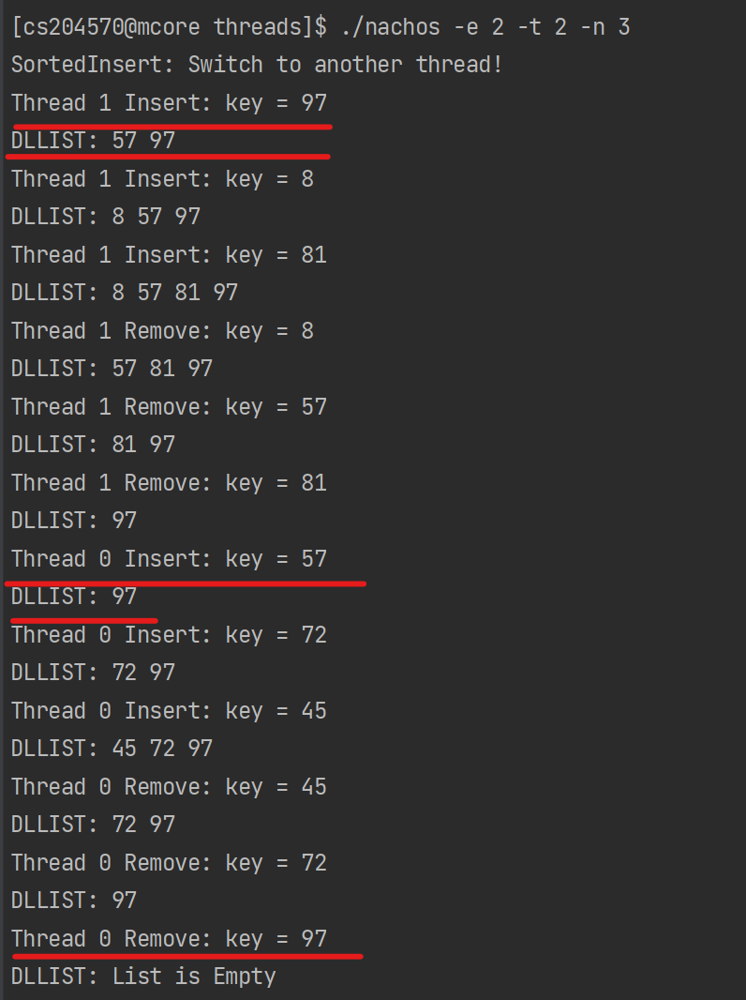 [cs204570@mcore threads]$ ./nachos -e 2 -t 2 -n 3
SortedInsert: Switch to another thread!
Thread 1 Insert: key = 97
DLLIST: 57 97
Thread 1 Insert: key = 8
DLLIST: 8 57 97
Thread 1 Insert: key = 81
DLLIST: 8 57 81 97
Thread 1 Remove: key = 8
DLLIST: 57 81 97
Thread 1 Remove: key = 57
DLLIST: 81 97
Thread 1 Remove: key = 81
DLLIST: 97
Thread 0 Insert: key = 57
DLLIST: 97
Thread 0 Insert: key = 72
DLLIST: 72 97
Thread 0 Insert: key = 45
DLLIST: 45 72 97
Thread 0 Remove: key = 45
DLLIST: 72 97
Thread 0 Remove: key = 72
DLLIST: 97
Thread 0 Remove: key = 97
DLLIST: List is Empty